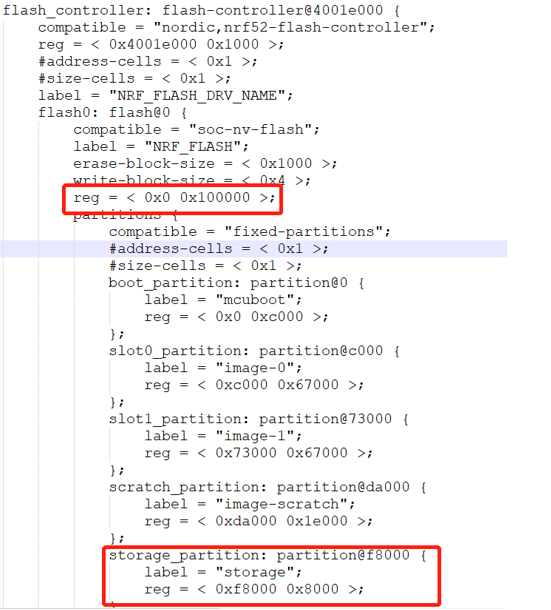 flash_controller: flash-controller@4001e000 {
compatible = "nordic,nrf52-flash-controller";
reg = < 0x4001e000 0x1000 >;
#address-cells = < 0x1 >;
#size-cells = < 0x1 >;
label = "NRF_FLASH_DRV_NAME";
flash0: flash@0 {
compatible = "soc-nv-flash";
label = "NRF_FLASH";
erase-block-size = < 0x1000 >;
write-block-size = < 0x4 >;
reg = < 0x0 0x100000 >;
partitions {
compatible = "fixed-partitions";
#address-cells = < 0x1 >;
#size-cells = < 0x1 >;
boot_partition: partition@0 {
label = "mcuboot";
reg = < 0x0 0xc000 >;
};
slot0_partition: partition@c000 {
label = "image-0";
reg = < 0xc000 0x67000 >;
};
slot1_partition: partition@73000 {
label = "image-1";
reg = < 0x73000 0x67000 >;
};
scratch_partition: partition@da000 {
label = "image-scratch";
reg = < 0xda000 0x1e000 >;
};
storage_partition: partition@f8000 {
label = "storage";
reg = < 0xf8000 0x8000 >;